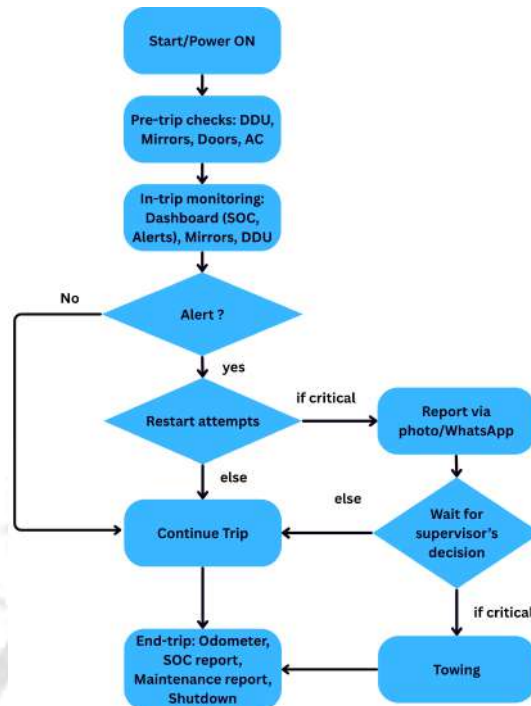 Start/Power ON
Pre-trip checks: DDU,
Mirrors, Doors, AC
In-trip monitoring:
Dashboard (SOC,
Alerts), Mirrors, DDU
No
Alert ?
yes
Restart attempts
if critical
Report via
photo/WhatsApp
else
else
Continue Trip
Wait for
supervisor's
decision
if critical
End-trip: Odometer,
SOC report,
Maintenance report,
Shutdown
Towing